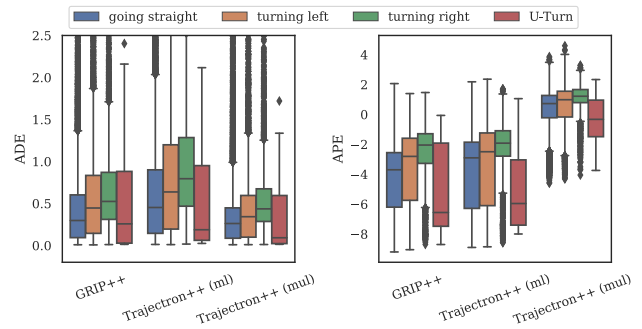 going straight turning left turning right U-Turn
2.5
2.0
1.5
1.0
0.5
0.0
ADE
GRIP++
Trajectron++ (ml)
Trajectron++ (mul)
4
2
0
−2
−4
−6
−8
APE
GRIP++
Trajectron++ (ml)
Trajectron++ (mul)